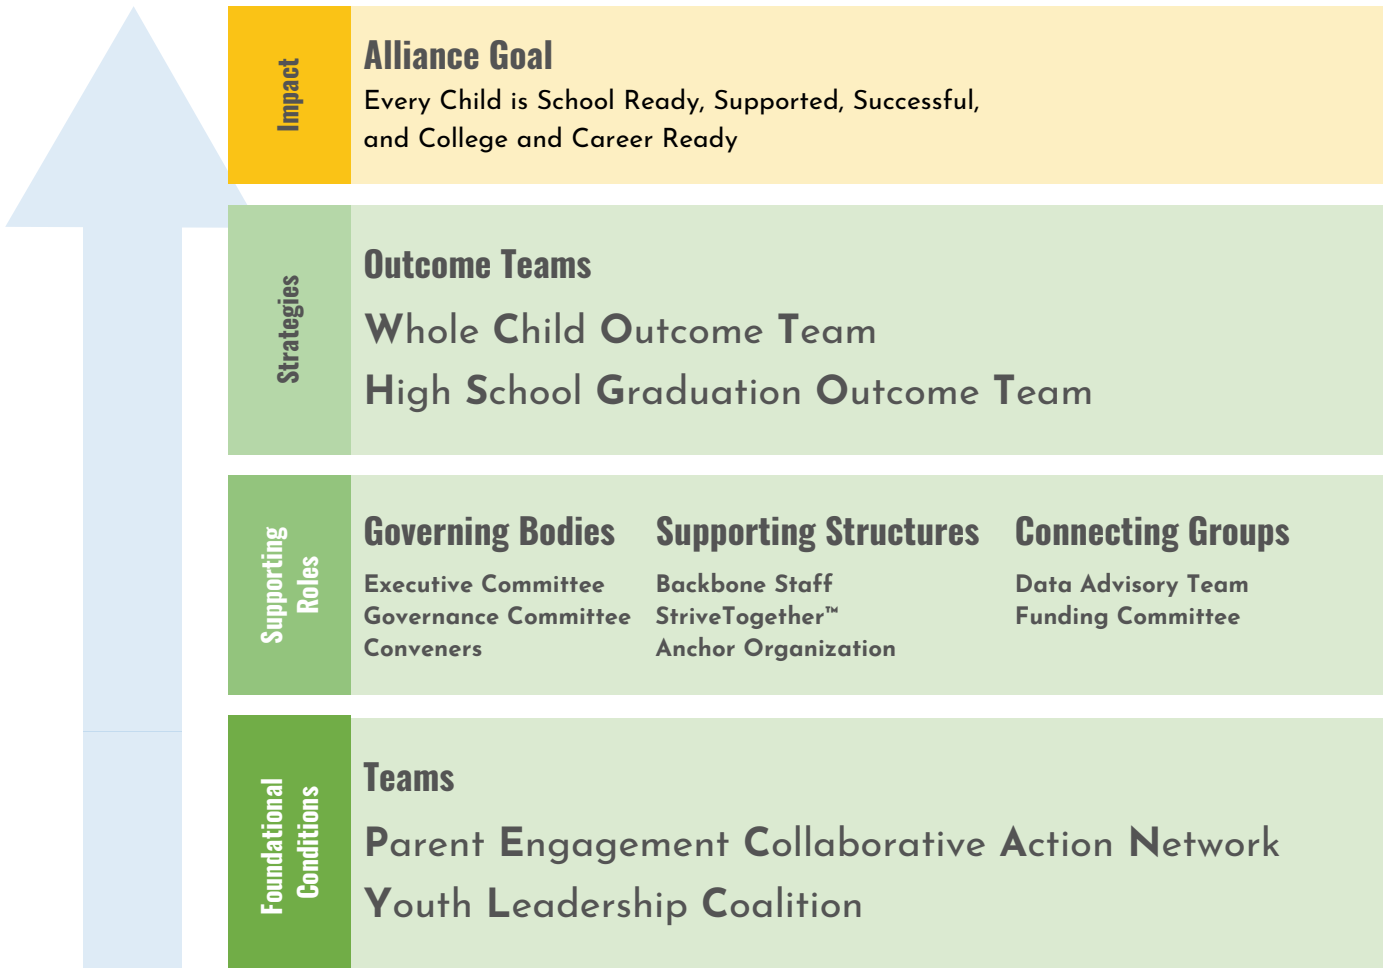 Impact
Alliance Goal
Every Child is School Ready, Supported, Successful,
and College and Career Ready
Strategies
Outcome Teams
Whole Child Outcome Team
High School Graduation Outcome Team
Supporting
Roles
Governing Bodies
Executive Committee
Governance Committee
Conveners
Supporting Structures
Backbone Staff
StriveTogether™
Anchor Organization
Connecting Groups
Data Advisory Team
Funding Committee
Foundational
Conditions
Teams
Parent Engagement Collaborative Action Network
Youth Leadership Coalition